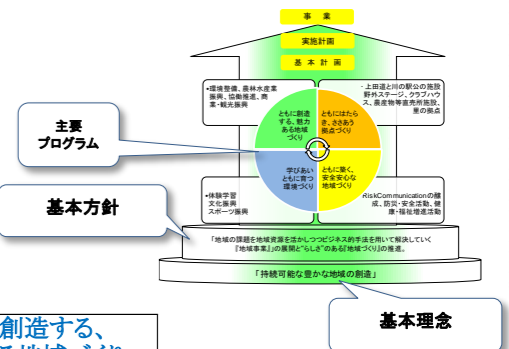 事 業
実施計画
基 本 計 画
•環境整備、農林水産業
振興、協働推進、商
業・観光振興
・上田道と川の駅公の施設
野外ステージ、クラブハウ
ス、農産物等直売所施設、
里の拠点
ともに創造
する、魅力
ある地域
づくり
ともにはたら
き、ささあう
拠点づくり
主要
プログラム
学びあい
ともに育つ
環境づくり
ともに築く、
安全安心な
地域づくり
•体験学習
文化振興
スポーツ振興
RiskCommunicationの醸
成、防災・安全活動、健
康・福祉増進活動
基本方針
「地域の課題を地域資源を活かしつつビジネス的手法を用いて解決していく
『地域事業』」の展開と"らしさ"のある『地域づくり』の推進。
「持続可能な豊かな地域の創造」
基本理念
創造する、